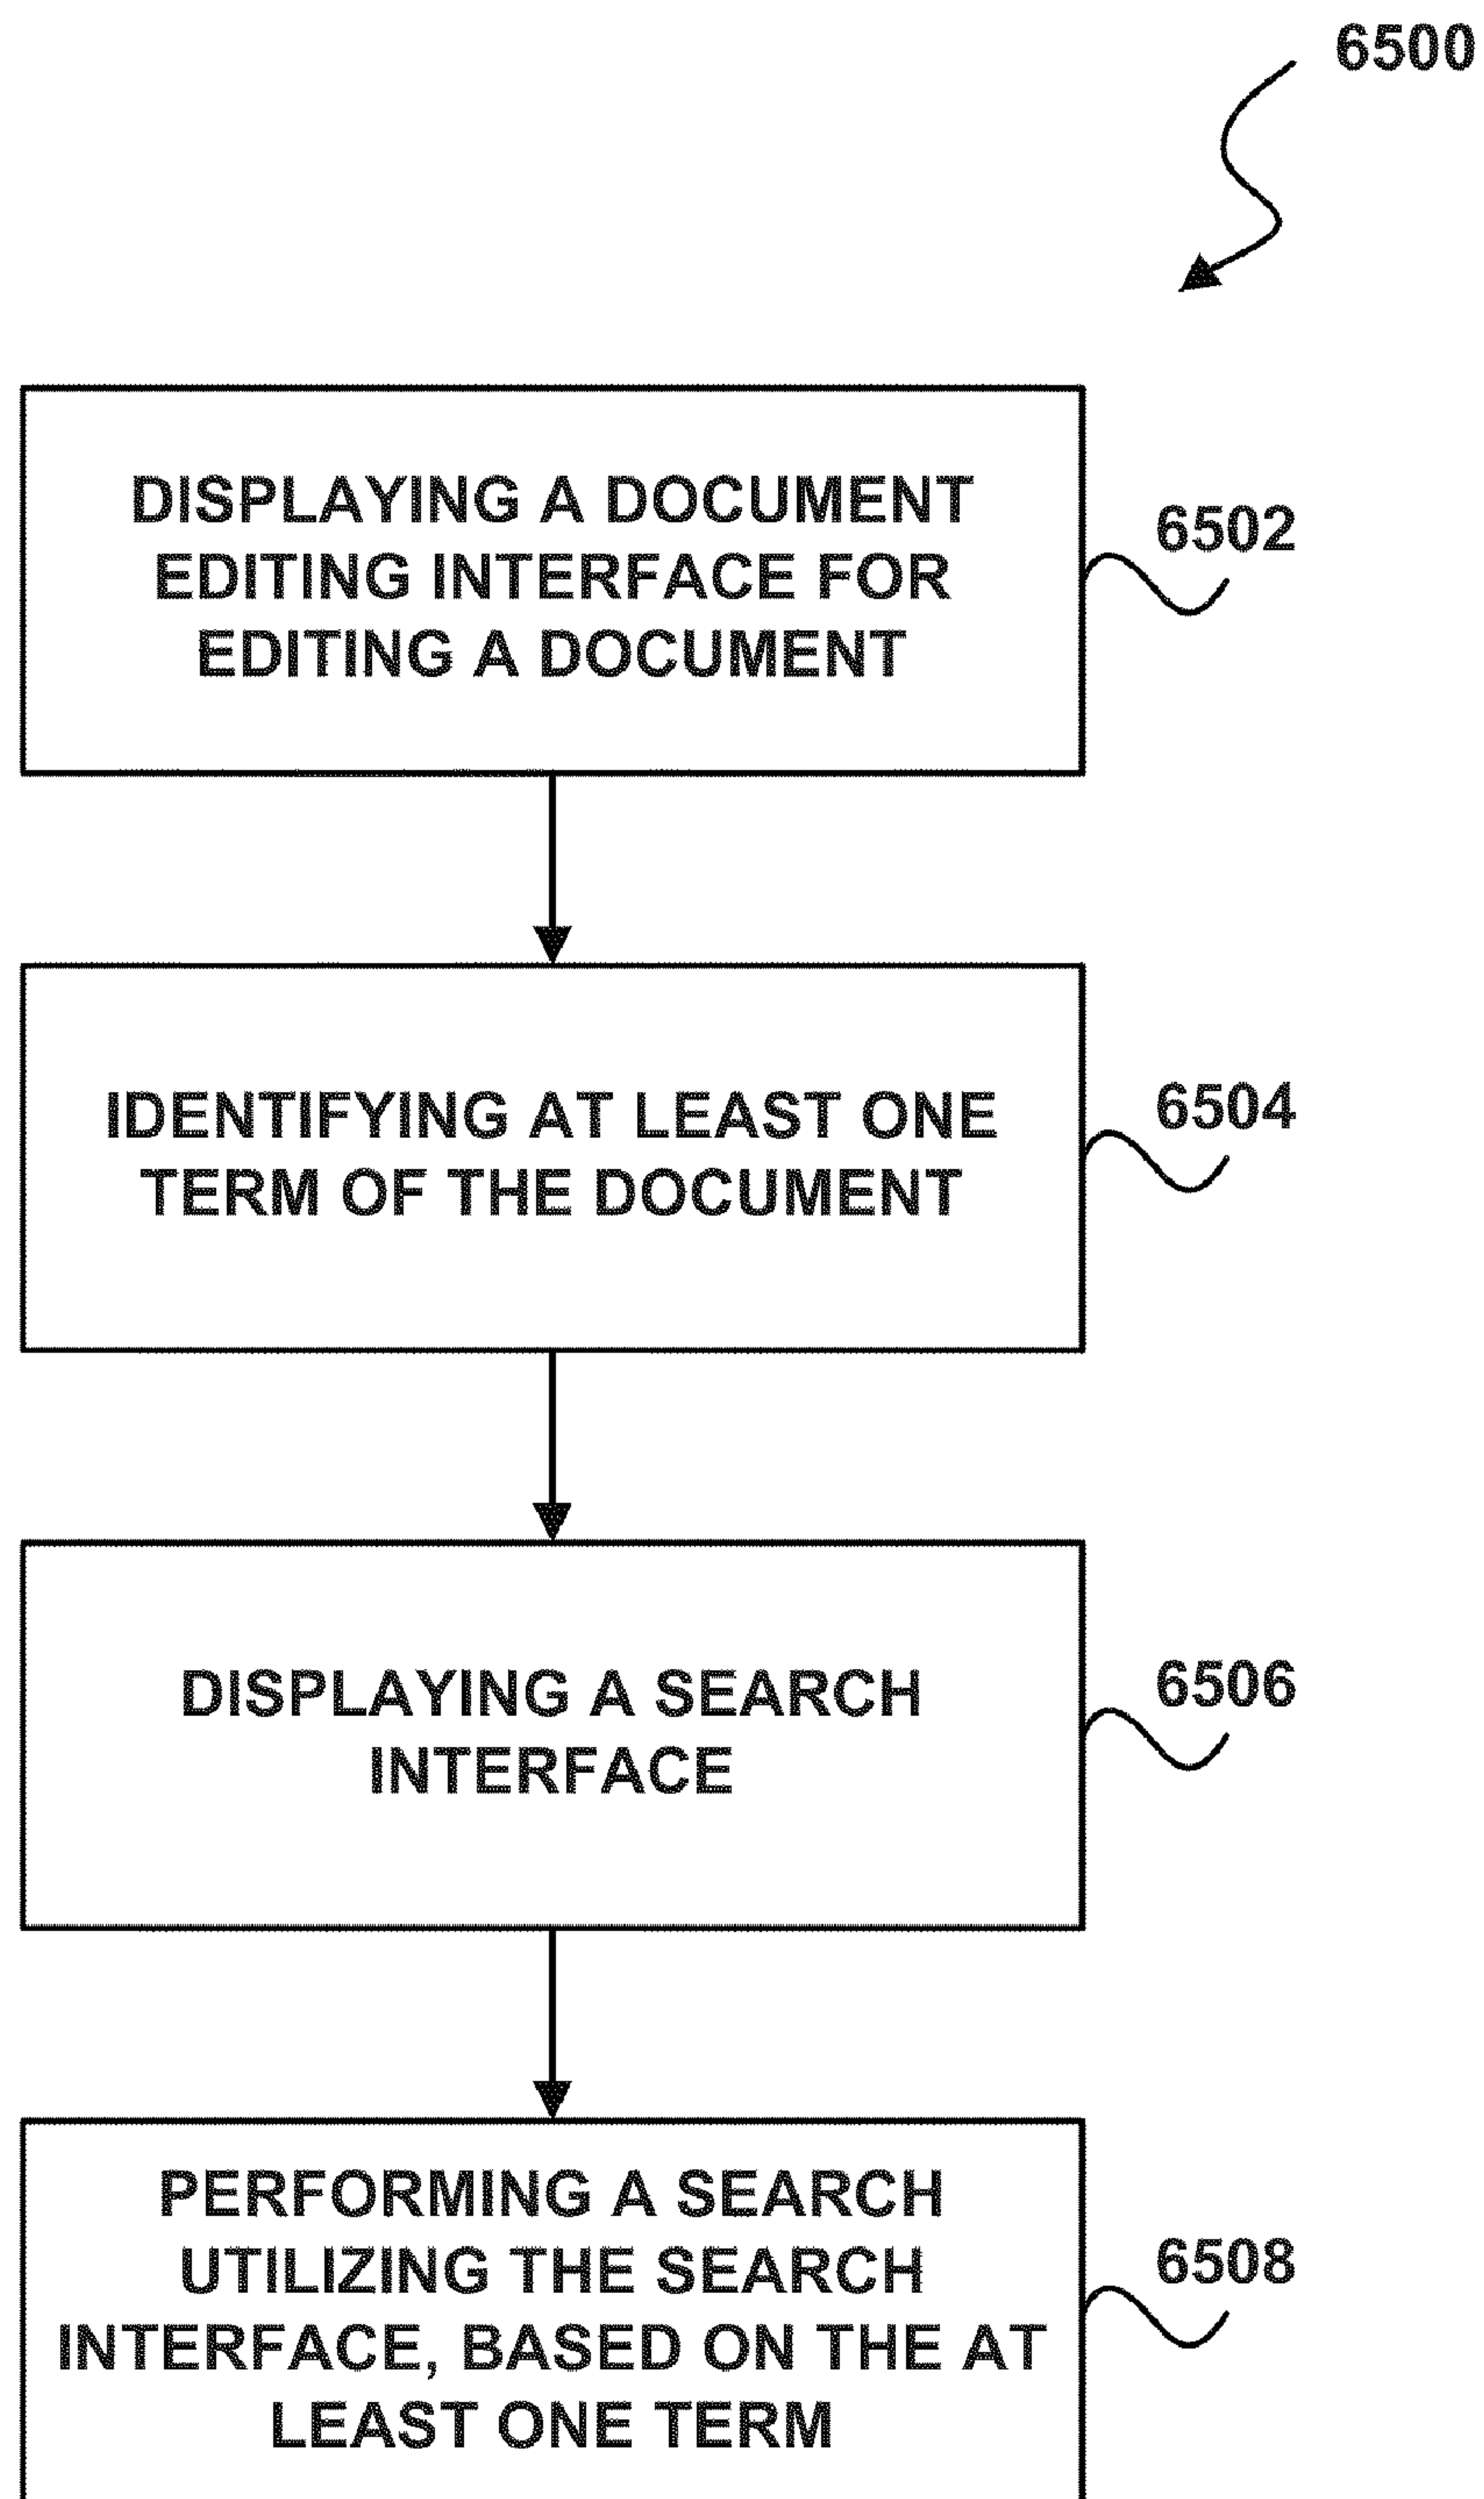 6500
DISPLAYING A DOCUMENT
EDITING INTERFACE FOR
EDITING A DOCUMENT
6502
IDENTIFYING AT LEAST ONE
TERM OF THE DOCUMENT
6504
DISPLAYING A SEARCH
INTERFACE
6506
PERFORMING A SEARCH
UTILIZING THE SEARCH
INTERFACE, BASED ON THE AT
LEAST ONE TERM
6508